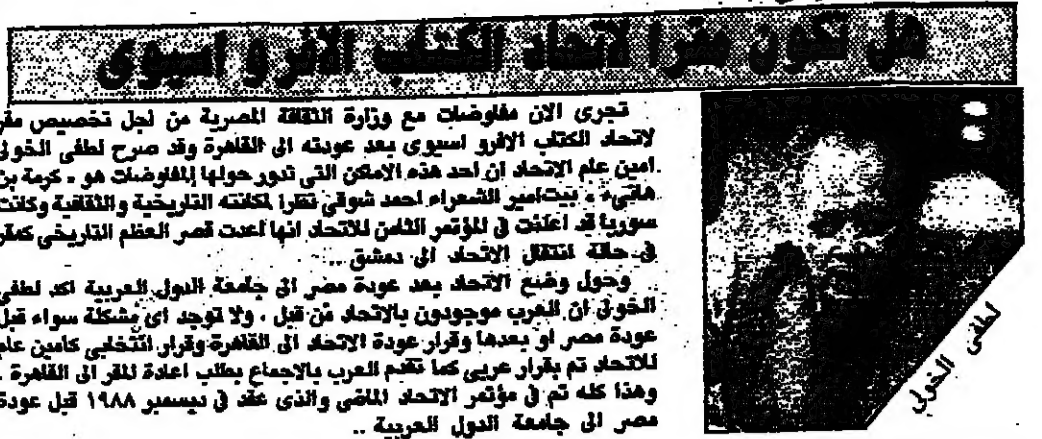 هل تكون مقرا لاتحاد الكتاب الافرو اسيوى
تجرى الان مفاوضات مع وزارة الثقافة المصرية من اجل تخصيص مقر
لاتحاد الكتاب الافرو اسيوى بعد عودته الى القاهرة وقد صرح لطفى الخولى
امين عام الاتحاد ان احد هذه الاماكن التى تدور حولها المفاوضات هو - كرمة بن
هانىء - بيت امير الشعراء احمد شوقى نظرا لمكانته التاريخية والثقافية وكانت
سوريا قد اعلنت فى المؤتمر الثامن للاتحاد انها اعدت قصر العظم التاريخى كمقر
فى حالة انتقال الاتحاد الى دمشق ..
وحول وضع الاتحاد بعد عودة مصر الى جامعة الدول العربية اكد لطفى
الخولى ان العرب موجودون بالاتحاد من قبل ، ولا توجد اى مشكلة سواء قبل
عودة مصر او بعدها وقرار عودة الاتحاد الى القاهرة وقرار انتخابى كامين عام
للاتحاد تم بقرار عربى كما تقدم العرب بالاجماع بطلب اعادة المقر الى القاهرة .
وهذا كله تم فى مؤتمر الاتحاد الماضى والذى عقد فى ديسمبر ١٩٨٨ قبل عودة
مصر الى جامعة الدول العربية ..
لطفى الخولى